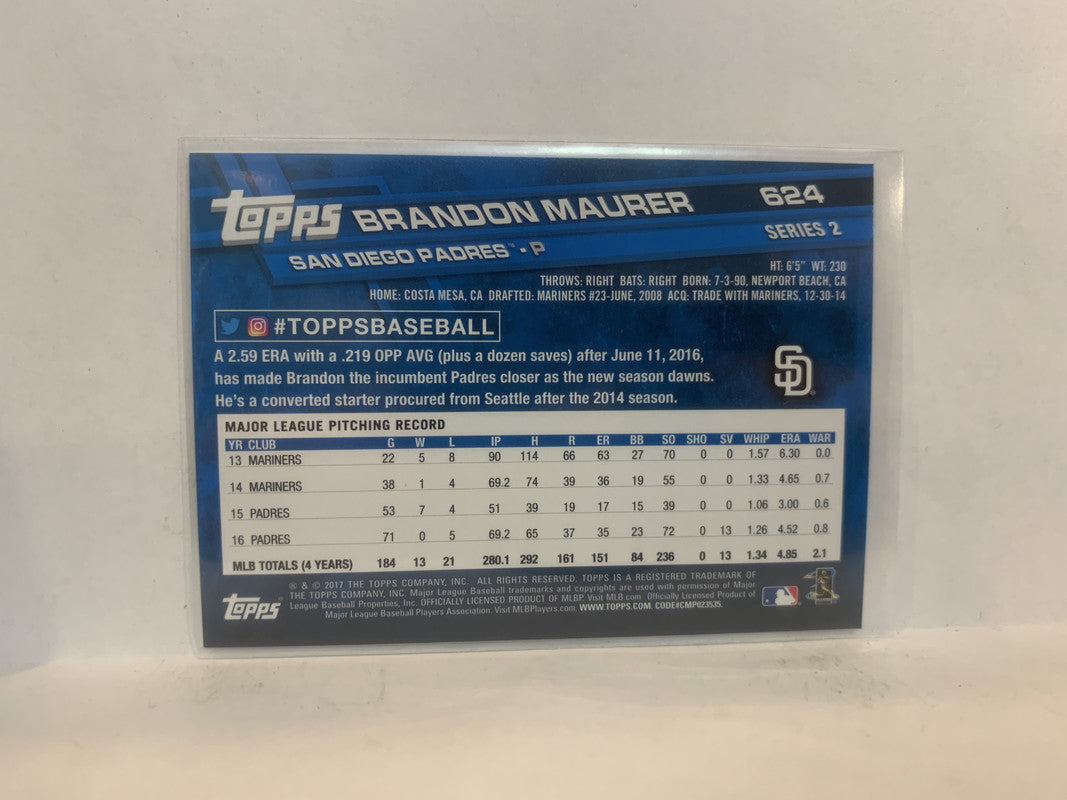 TOPPS BRANDON MAURER 624
SAN DIEGO PADRES™ • P SERIES 2
HT: 6'5" WT: 230
THROWS: RIGHT BATS: RIGHT BORN: 7-3-90, NEWPORT BEACH, CA
HOME: COSTA MESA, CA DRAFTED: MARINERS #23-JUNE, 2008 ACQ: TRADE WITH MARINERS, 12-30-14
#TOPPSBASEBALL
A 2.59 ERA with a .219 OPP AVG (plus a dozen saves) after June 11, 2016,
has made Brandon the incumbent Padres closer as the new season dawns.
He's a converted starter procured from Seattle after the 2014 season.
SD
MAJOR LEAGUE PITCHING RECORD
YR CLUB G W L IP H R ER BB SO SHO SV WHIP ERA WAR
13 MARINERS 22 5 8 90 114 66 63 27 70 0 0 1.57 6.30 0.0
14 MARINERS 38 1 4 69.2 74 39 36 19 55 0 0 1.33 4.65 0.7
15 PADRES 53 7 4 51 39 19 17 15 39 0 0 1.06 3.00 0.6
16 PADRES 71 0 5 69.2 65 37 35 23 72 0 13 1.26 4.52 0.8
MLB TOTALS (4 YEARS) 184 13 21 280.1 292 161 151 84 236 0 13 1.34 4.85 2.1
TOPPS
® & © 2017 THE TOPPS COMPANY, INC. ALL RIGHTS RESERVED. TOPPS IS A REGISTERED TRADEMARK OF
THE TOPPS COMPANY, INC. Major League Baseball trademarks and copyrights are used with permission of Major
League Baseball Properties, Inc. OFFICIALLY LICENSED PRODUCT OF MLBP. Visit MLB.com Officially Licensed Product of
Major League Baseball Players Association. Visit MLBPlayers.com. WWW.TOPPS.COM. CODE#CMP023535.